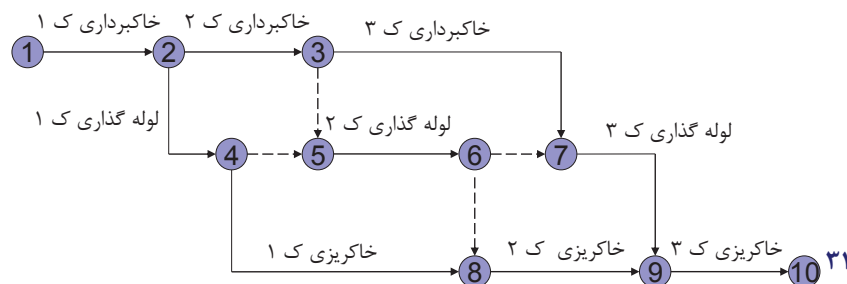 خاکبرداری ک ۱
خاکبرداری ک ۲
خاکبرداری ک ۳
1
2
3
لوله گذاری ک ۱
لوله گذاری ک ۲
لوله گذاری ک ۳
4
5
6
7
خاکریزی ک ۱
خاکریزی ک ۲
خاکریزی ک ۳
8
9
10